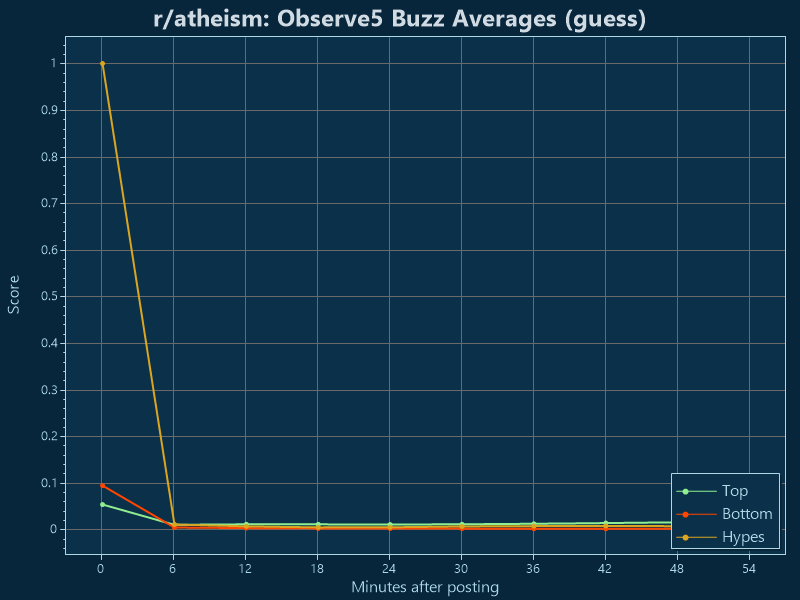 r/atheism: Observe5 Buzz Averages (guess)
1
0.9
0.8
0.7
0.6
0.5
0.4
0.3
0.2
0.1
0
Score
Top
Bottom
Hypes
0 6 12 18 24 30 36 42 48 54
Minutes after posting